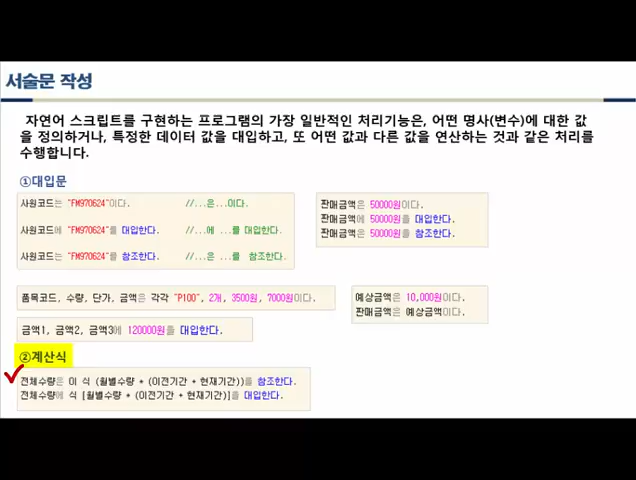 서술문 작성
자연어 스크립트를 구현하는 프로그램의 가장 일반적인 처리기능은, 어떤 명사(변수)에 대한 값
을 정의하거나, 특정한 데이터 값을 대입하고, 또 어떤 값과 다른 값을 연산하는 것과 같은 처리를
수행합니다.
①대입문
사원코드는 "FM970624"이다. //...은...이다.
사원코드에 "FM970624"를 대입한다. //...에 ...를 대입한다.
사원코드는 "FM970624"를 참조한다. //...은 ...를 참조한다.
판매금액은 50000원이다.
판매금액에 50000원를 대입한다.
판매금액은 50000원를 참조한다.
품목코드, 수량, 단가, 금액은 각각 "P100", 2개, 3500원, 7000원이다.
예상금액은 10,000원이다.
판매금액은 예상금액이다.
금액1, 금액2, 금액3에 120000원를 대입한다.
②계산식
전체수량은 이 식 (월별수량 * (이전기간 + 현재기간))를 참조한다.
전체수량에 식 [월별수량 * (이전기간 + 현재기간)]를 대입한다.